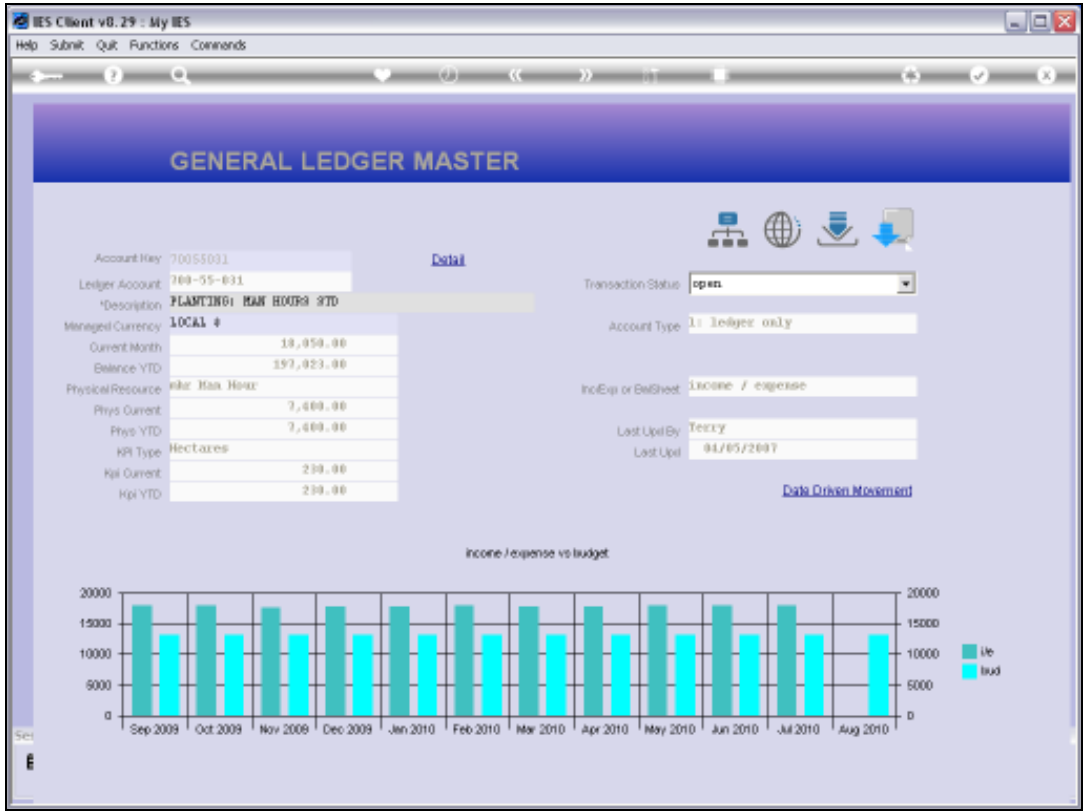 IES Client v8.29 : My IES
Help Submit Quit Functions Commands
GENERAL LEDGER MASTER
Account Key 70055031 Detail
Ledger Account 700-55-031 Transaction Status open
*Description PLANTING: MAN HOURS STD
Managed Currency LOCAL Account Type 1: ledger only
Current Month 18,050.00
Balance YTD 197,023.00
Physical Resource mhr Man Hour Inc/Exp or BalSheet income / expense
Phys Current 7,600.00
Phys YTD 7,600.00 Last Upd By Terry
KPI Type Hectares Last Upd 04/05/2007
Kpi Current 230.00
Kpi YTD 230.00 Date Driven Movement
income / expense vs budget
20000 20000
15000 15000
10000 10000 i/e
5000 5000 bud
0 0
Sep 2009 Oct 2009 Nov 2009 Dec 2009 Jan 2010 Feb 2010 Mar 2010 Apr 2010 May 2010 Jun 2010 Jul 2010 Aug 2010